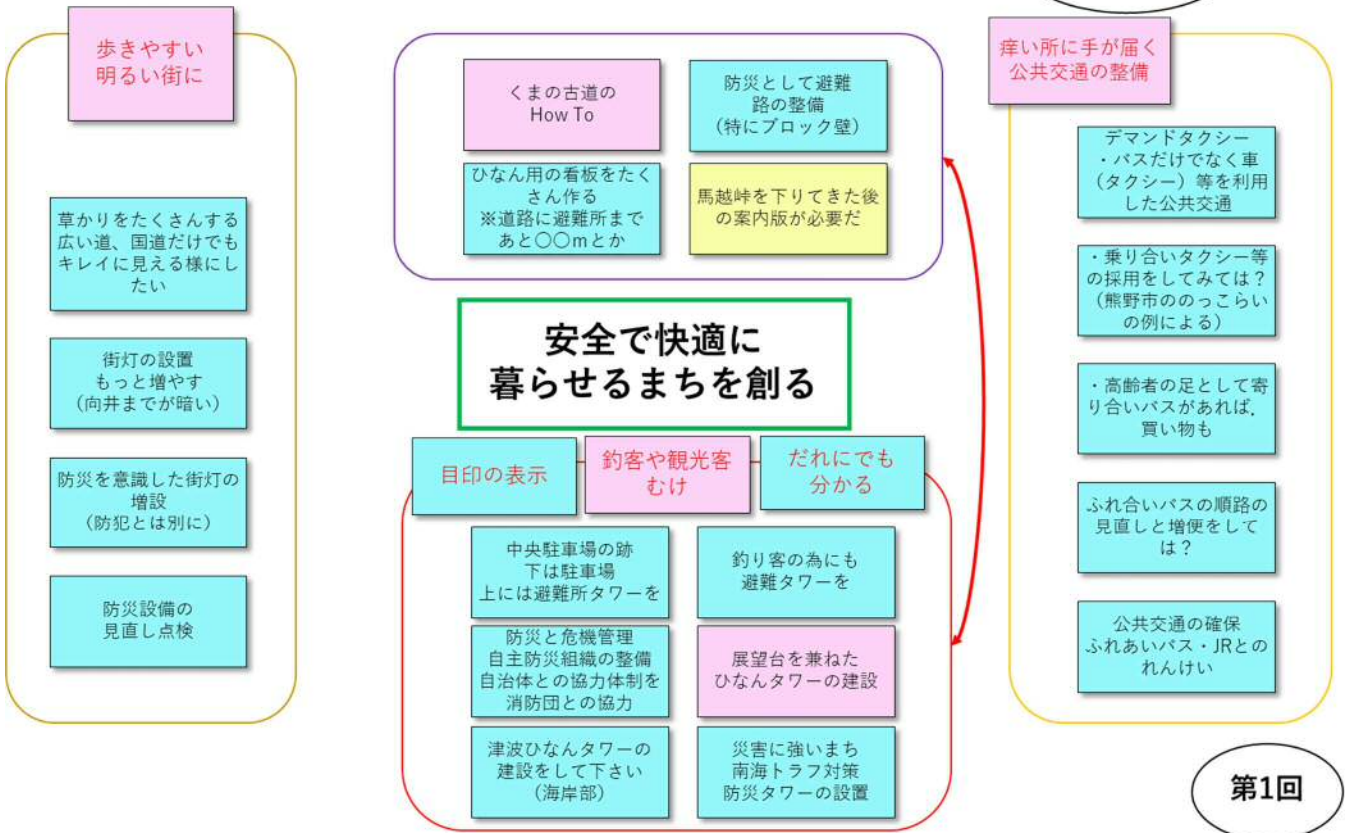 歩きやすい
明るい街に
草かりをたくさんする
広い道、国道だけでも
キレイに見える様にし
たい
街灯の設置
もっと増やす
(向井までが暗い)
防災を意識した街灯の
増設
(防犯とは別に)
防災設備の
見直し点検
くまの古道の
How To
防災として避難
路の整備
(特にブロック壁)
ひなん用の看板をたく
さん作る
※道路に避難所まで
あと〇〇mとか
馬越峠を下りてきた後
の案内版が必要だ
安全で快適に
暮らせるまちを創る
目印の表示
釣客や観光客
むけ
だれにでも
分かる
中央駐車場の跡
下は駐車場
上には避難所タワーを
釣り客の為にも
避難タワーを
防災と危機管理
自主防災組織の整備
自治体との協力体制を
消防団との協力
展望台を兼ねた
ひなんタワーの建設
津波ひなんタワーの
建設をして下さい
(海岸部)
災害に強いまち
南海トラフ対策
防災タワーの設置
痒い所に手が届く
公共交通の整備
デマンドタクシー
・バスだけでなく車
(タクシー)等を利用
した公共交通
・乗り合いタクシー等
の採用をしてみては?
(熊野市ののっこらい
の例による)
・高齢者の足として寄
り合いバスがあれば.
買い物も
ふれ合いバスの順路の
見直しと増便をして
は?
公共交通の確保
ふれあいバス・JRとの
れんけい
第1回